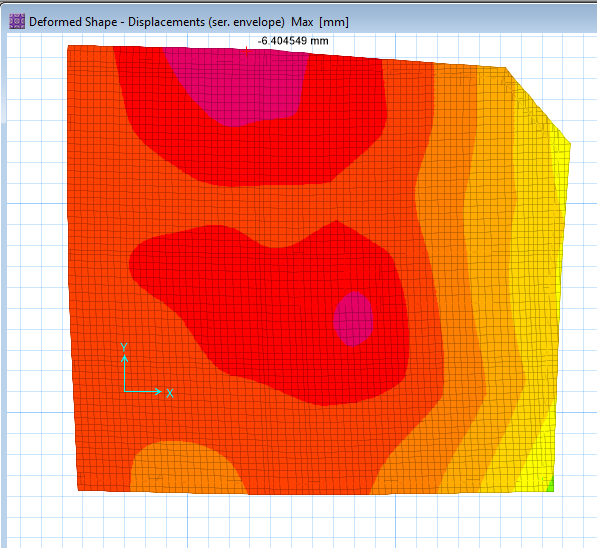 Deformed Shape - Displacements (ser. envelope) Max [mm]
-6.404549 mm
Y
X